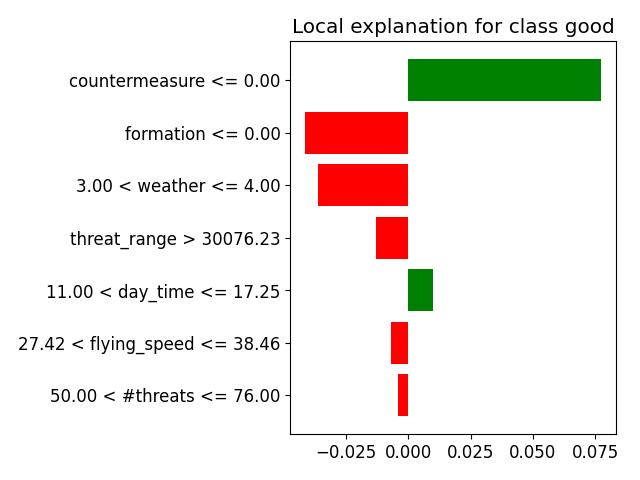 Local explanation for class good
countermeasure <= 0.00
formation <= 0.00
3.00 < weather <= 4.00
threat_range > 30076.23
11.00 < day_time <= 17.25
27.42 < flying_speed <= 38.46
50.00 < #threats <= 76.00
−0.025 0.000 0.025 0.050 0.075